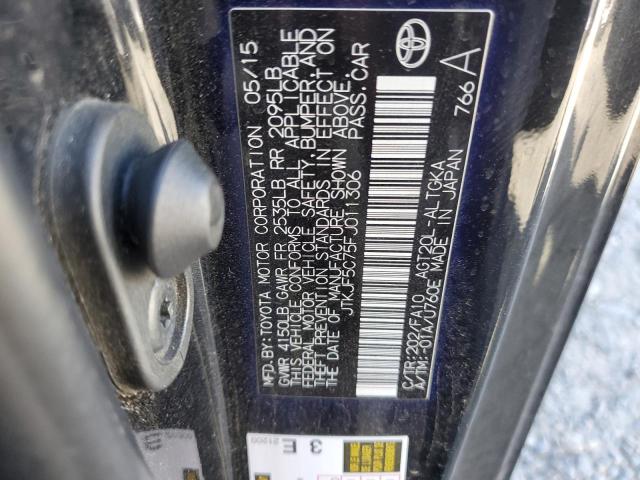 MFD.BY:TOYOTA MOTOR CORPORATION 05/15
GVWR 4150LB GAWR FR 2535LB RR 2095LB
THIS VEHICLE CONFORMS TO ALL APPLICABLE
FEDERAL MOTOR VEHICLE SAFETY, BUMPER, AND
THEFT PREVENTION STANDARDS IN EFFECT ON
THE DATE OF MANUFACTURE SHOWN ABOVE.
JTKJF5C75FJ011306 PASS.CAR
C/TR:202/FA10 AGT20L-ALTGKA
A/TM:-01A/U760E MADE IN JAPAN 766 A
3 E